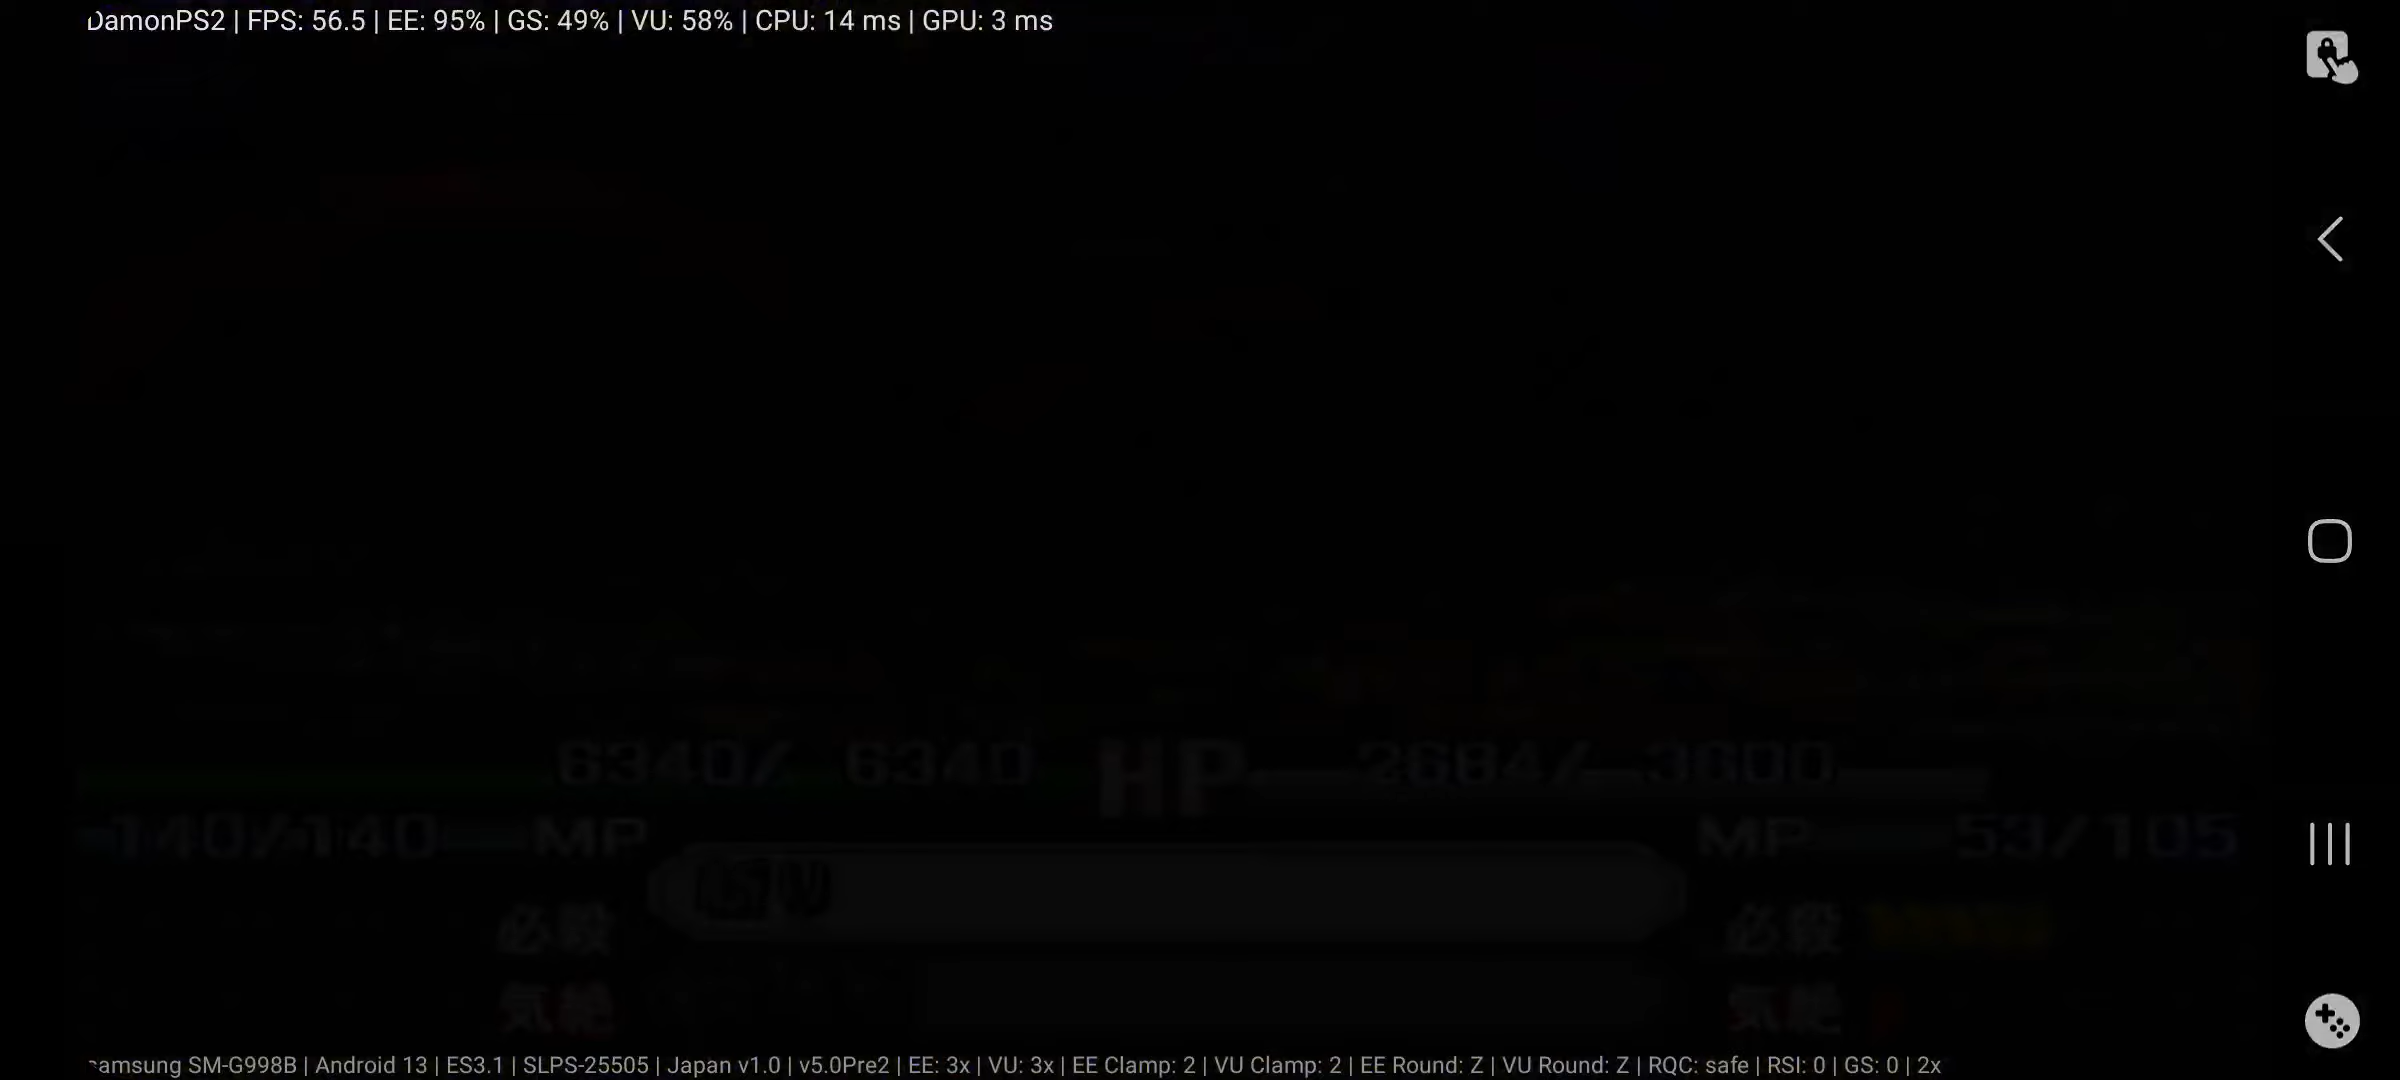 DamonPS2 | FPS: 56.5 | EE: 95% | GS: 49% | VU: 58% | CPU: 14 ms | GPU: 3 ms
6340/ 6340 HP 2684/ 3600
140/140 MP MP 53/105
必殺 必殺
気絶 気絶
samsung SM-G998B | Android 13 | ES3.1 | SLPS-25505 | Japan v1.0 | v5.0Pre2 | EE: 3x | VU: 3x | EE Clamp: 2 | VU Clamp: 2 | EE Round: Z | VU Round: Z | RQC: safe | RSI: 0 | GS: 0 | 2x